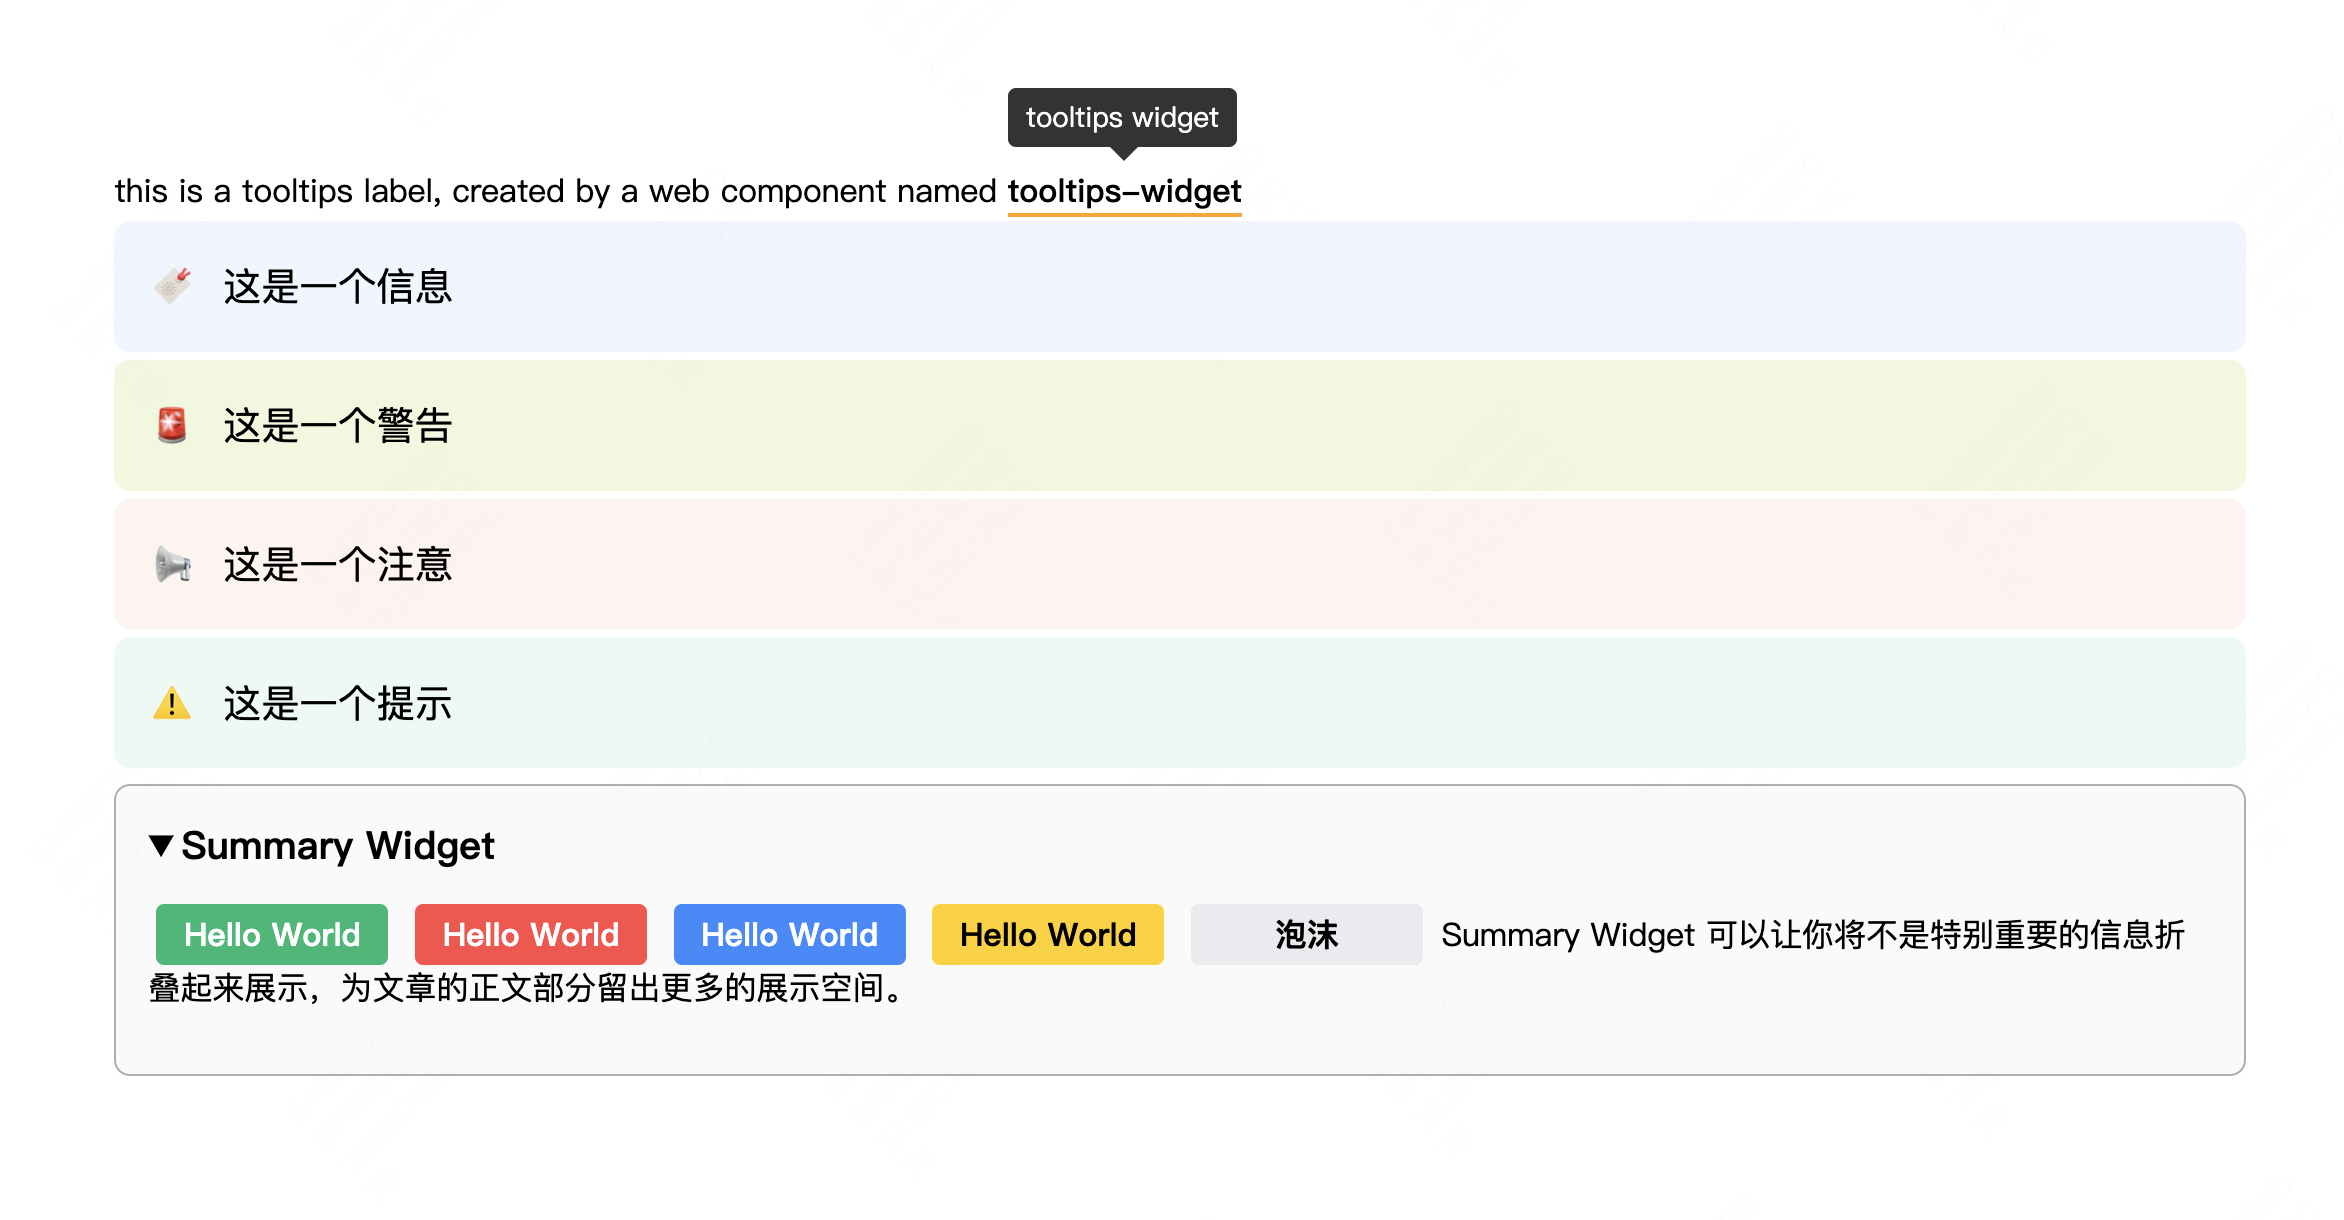 tooltips widget
this is a tooltips label, created by a web component named tooltips-widget
这是一个信息
这是一个警告
这是一个注意
这是一个提示
Summary Widget
Hello World Hello World Hello World Hello World 泡沫 Summary Widget 可以让你将不是特别重要的信息折
叠起来展示，为文章的正文部分留出更多的展示空间。